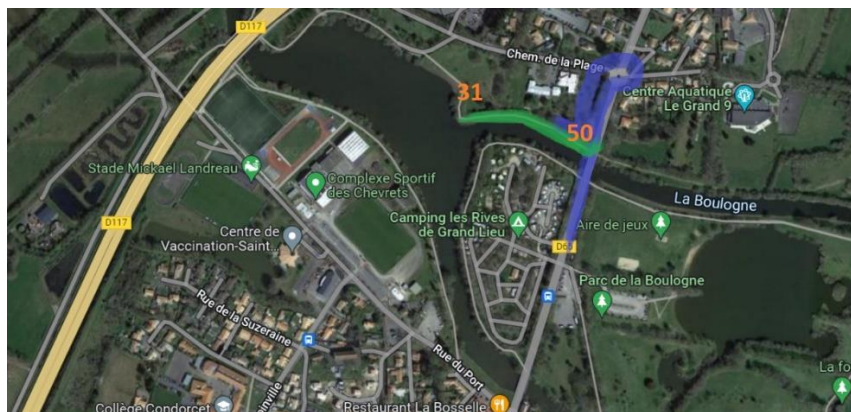 D117
Chem. de la Plage
31
Centre Aquatique
Le Grand 9
50
Stade Mickael Landreau
Complexe Sportif
des Chevrets
La Boulogne
D117
Centre de
Vaccination-Saint...
Camping les Rives
de Grand Lieu
Aire de jeux
Parc de la Boulogne
Rue de la Suzeraine
Rue du Port
La fo
Collège Condorcet
Restaurant La Bosselle